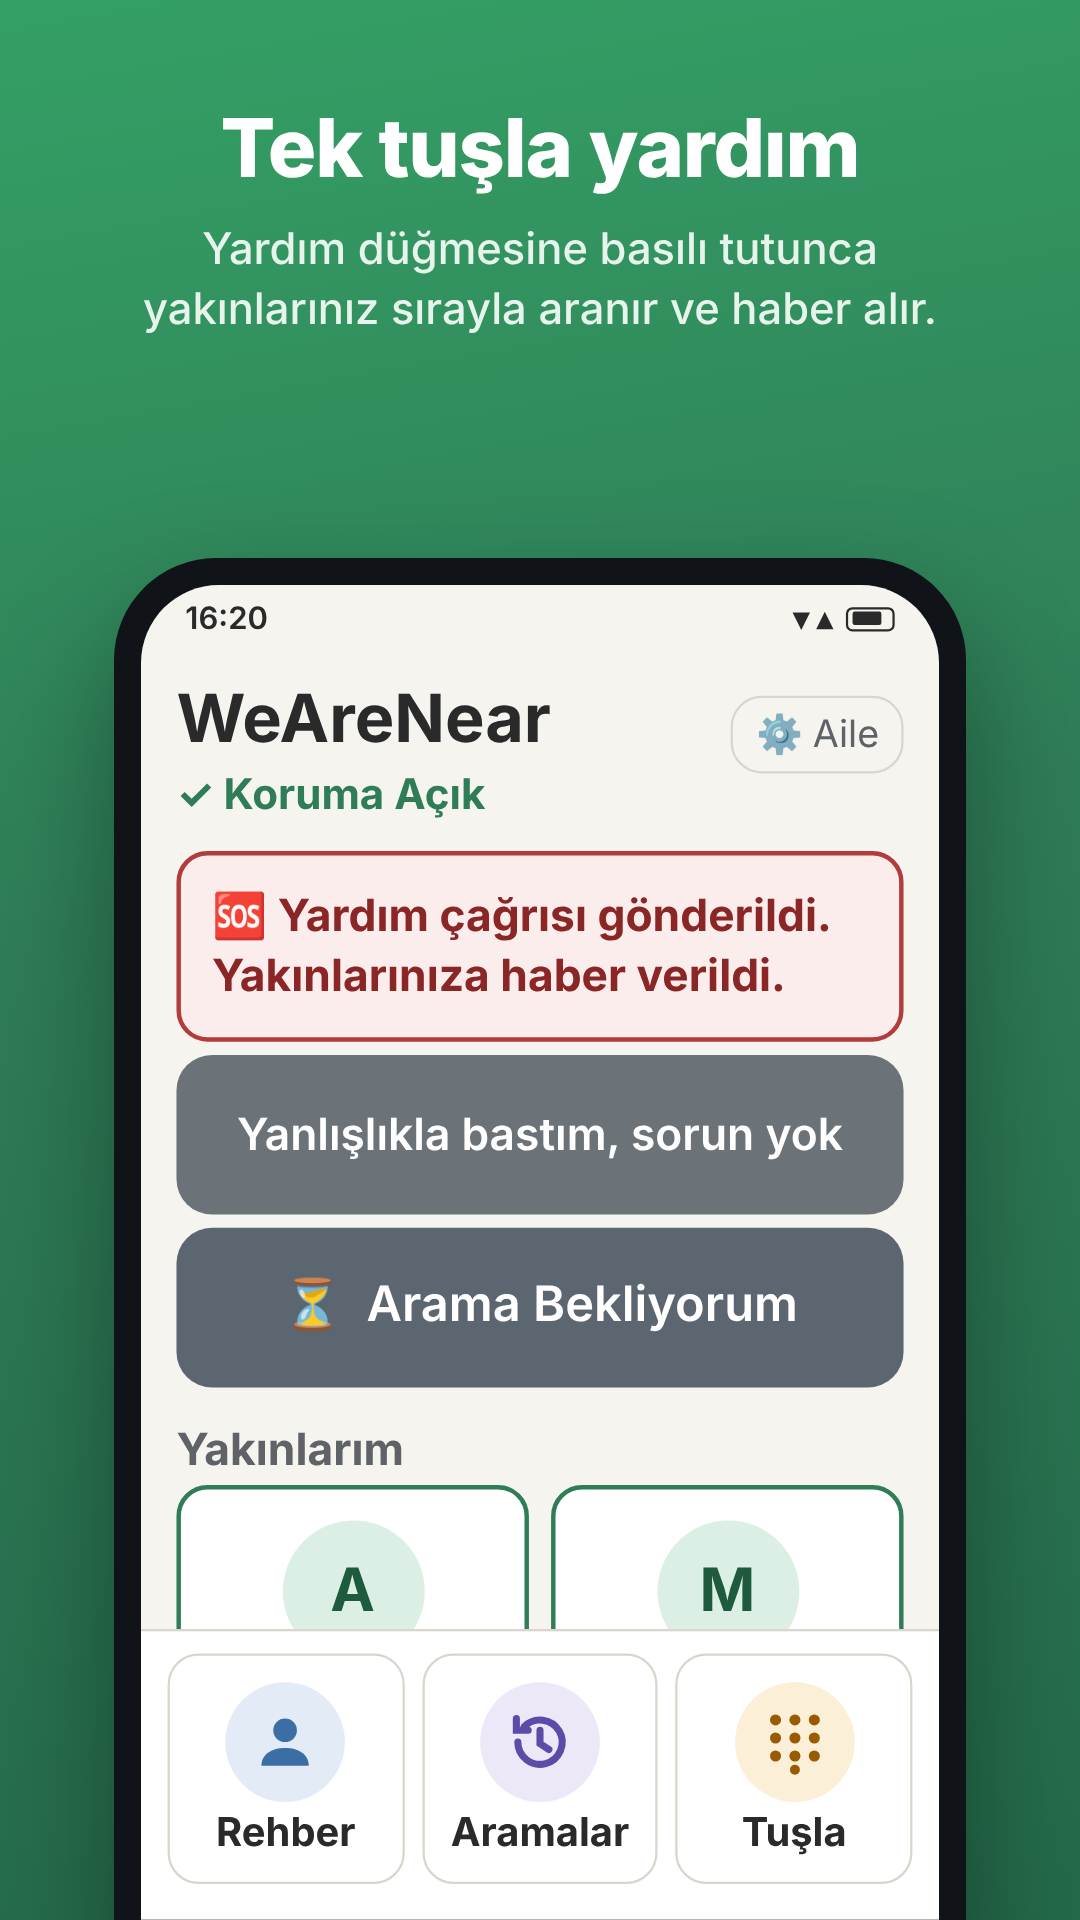 Tek tuşla yardım
Yardım düğmesine basılı tutunca
yakınlarınız sırayla aranır ve haber alır.
16:20
WeAreNear
⚙️ Aile
✓ Koruma Açık
🆘 Yardım çağrısı gönderildi.
Yakınlarınıza haber verildi.
Yanlışlıkla bastım, sorun yok
⏳ Arama Bekliyorum
Yakınlarım
A
M
Rehber
Aramalar
Tuşla